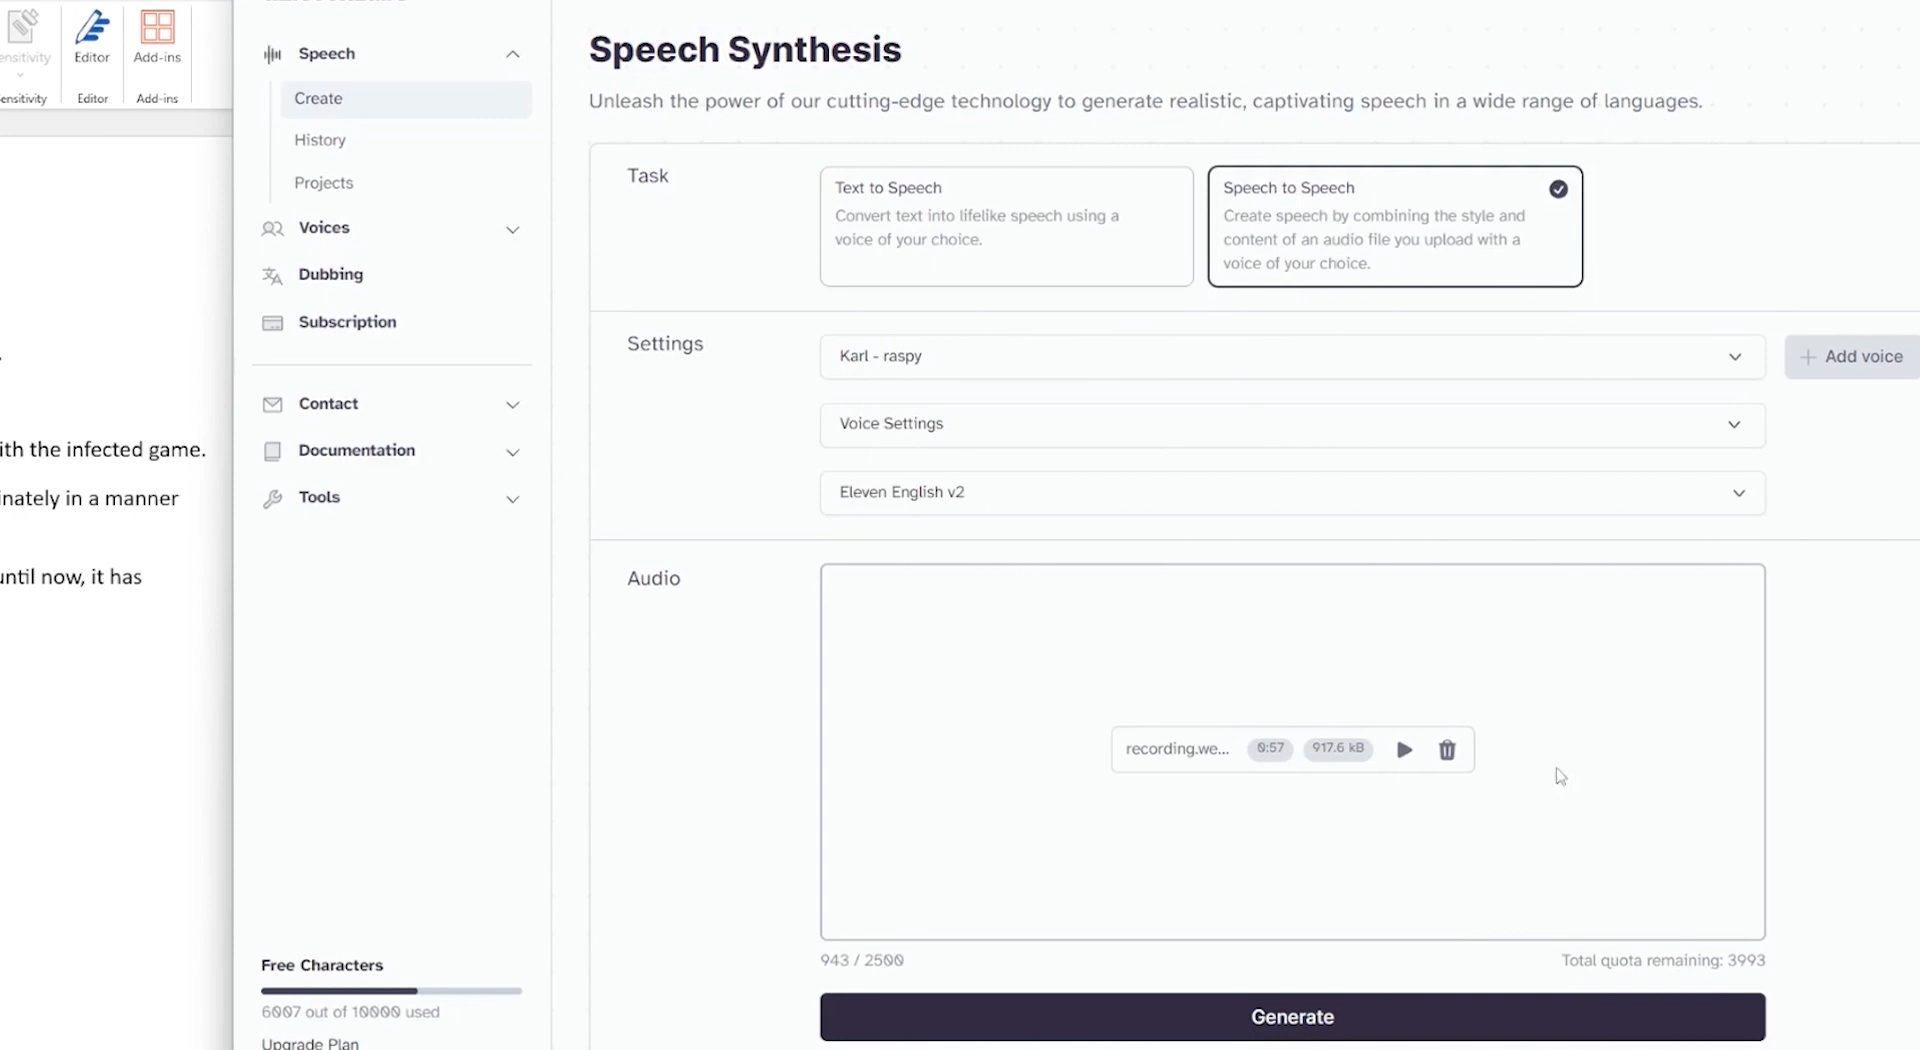 Editor
Add-ins
Editor
Add-ins
ith the infected game.
inately in a manner
until now, it has
Speech
Create
History
Projects
Voices
Dubbing
Subscription
Contact
Documentation
Tools
Free Characters
6007 out of 10000 used
Upgrade Plan
Speech Synthesis
Unleash the power of our cutting-edge technology to generate realistic, captivating speech in a wide range of languages.
Task
Text to Speech
Convert text into lifelike speech using a
voice of your choice.
Speech to Speech
Create speech by combining the style and
content of an audio file you upload with a
voice of your choice.
Settings
Karl - raspy
Add voice
Voice Settings
Eleven English v2
Audio
recording.we... 0:57 917.6 kB
943 / 2500
Total quota remaining: 3993
Generate